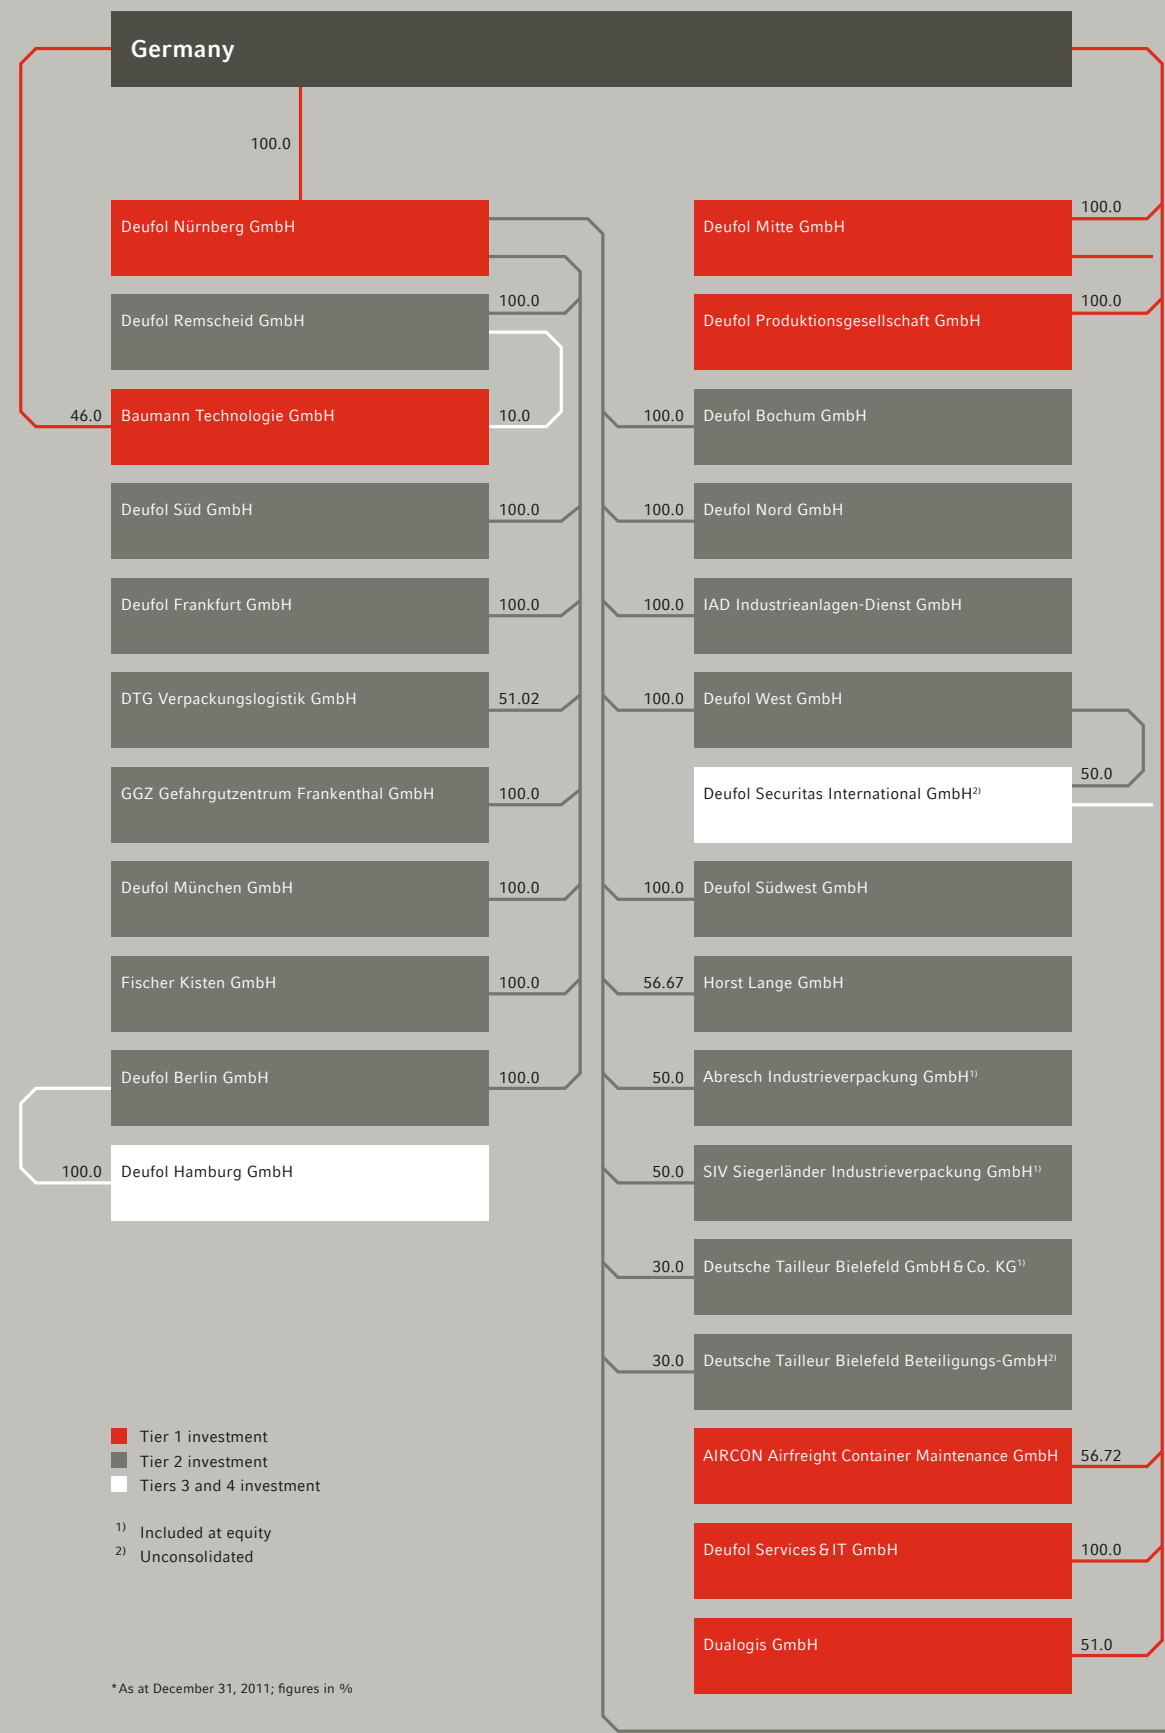 Germany
100.0
Deufol Nürnberg GmbH
Deufol Remscheid GmbH
100.0
46.0
Baumann Technologie GmbH
10.0
Deufol Süd GmbH
100.0
Deufol Frankfurt GmbH
100.0
DTG Verpackungslogistik GmbH
51.02
GGZ Gefahrgutzentrum Frankenthal GmbH
100.0
Deufol München GmbH
100.0
Fischer Kisten GmbH
100.0
Deufol Berlin GmbH
100.0
100.0
Deufol Hamburg GmbH
Deufol Mitte GmbH
100.0
Deufol Produktionsgesellschaft GmbH
100.0
100.0
Deufol Bochum GmbH
100.0
Deufol Nord GmbH
100.0
IAD Industrieanlagen-Dienst GmbH
100.0
Deufol West GmbH
Deufol Securitas International GmbH²⁾
50.0
100.0
Deufol Südwest GmbH
56.67
Horst Lange GmbH
50.0
Abresch Industrieverpackung GmbH¹⁾
50.0
SIV Siegerländer Industrieverpackung GmbH¹⁾
30.0
Deutsche Tailleur Bielefeld GmbH & Co. KG¹⁾
30.0
Deutsche Tailleur Bielefeld Beteiligungs-GmbH²⁾
AIRCON Airfreight Container Maintenance GmbH
56.72
Deufol Services & IT GmbH
100.0
Dualogis GmbH
51.0
Tier 1 investment
Tier 2 investment
Tiers 3 and 4 investment
¹⁾ Included at equity
²⁾ Unconsolidated
*As at December 31, 2011; figures in %